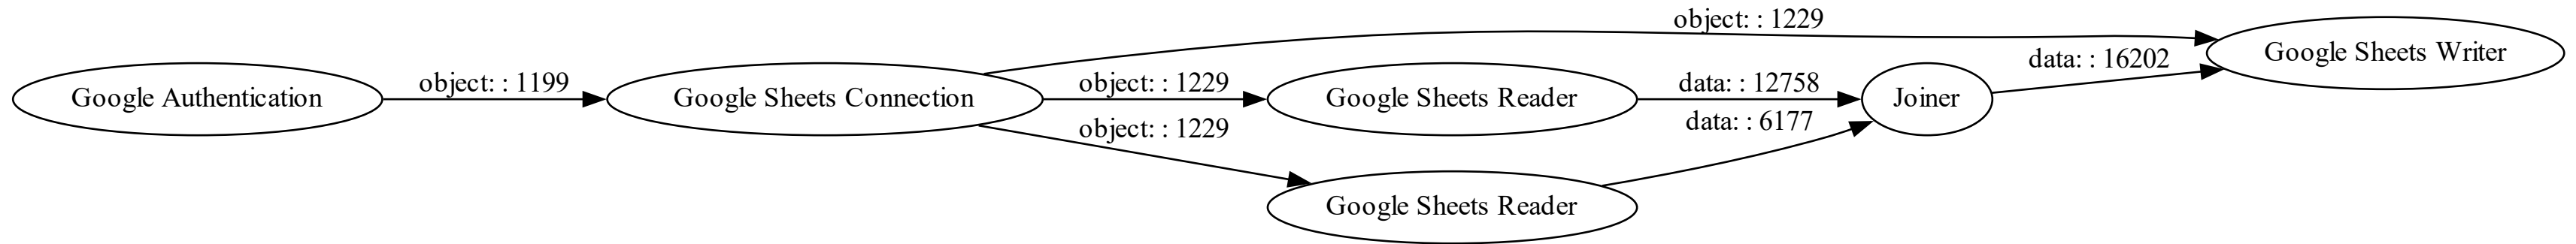 object: : 1229
Google Sheets Writer
data: : 16202
Google Authentication
object: : 1199
Google Sheets Connection
object: : 1229
Google Sheets Reader
data: : 12758
Joiner
object: : 1229
data: : 6177
Google Sheets Reader